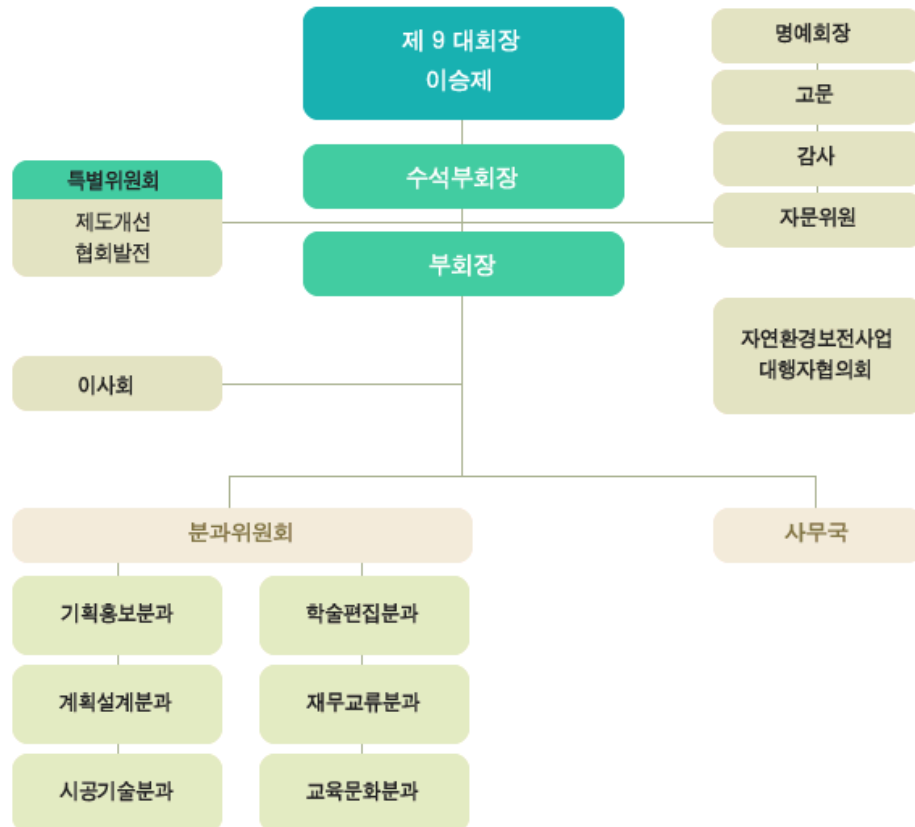 제 9 대회장
이승제
명예회장
고문
감사
자문위원
수석부회장
특별위원회
제도개선
협회발전
부회장
자연환경보전사업
대행자협의회
이사회
분과위원회
사무국
기획홍보분과
학술편집분과
계획설계분과
재무교류분과
시공기술분과
교육문화분과